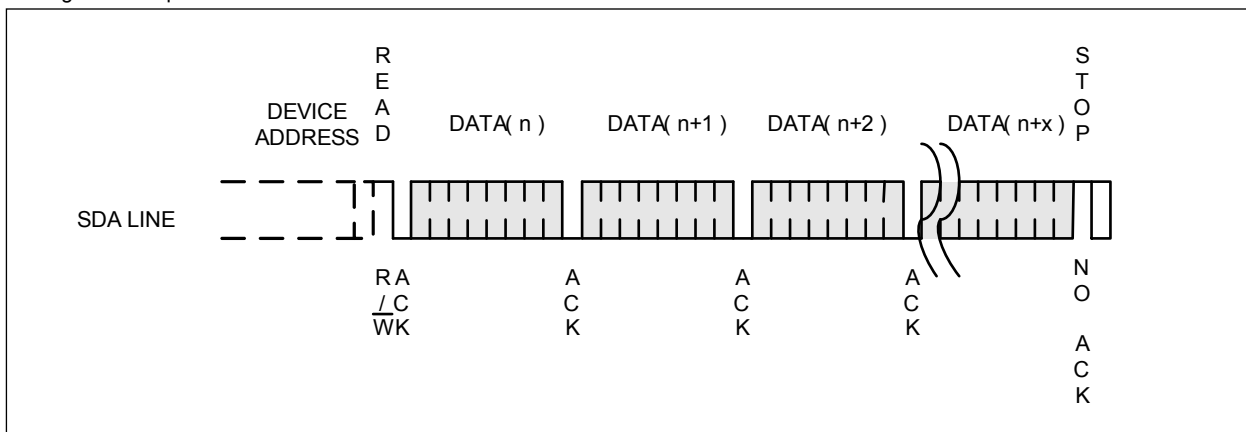 READ
STOP
DEVICE
ADDRESS
DATA( n )
DATA( n+1 )
DATA( n+2 )
DATA( n+x )
SDA LINE
R/W
ACK
ACK
ACK
ACK
NO ACK